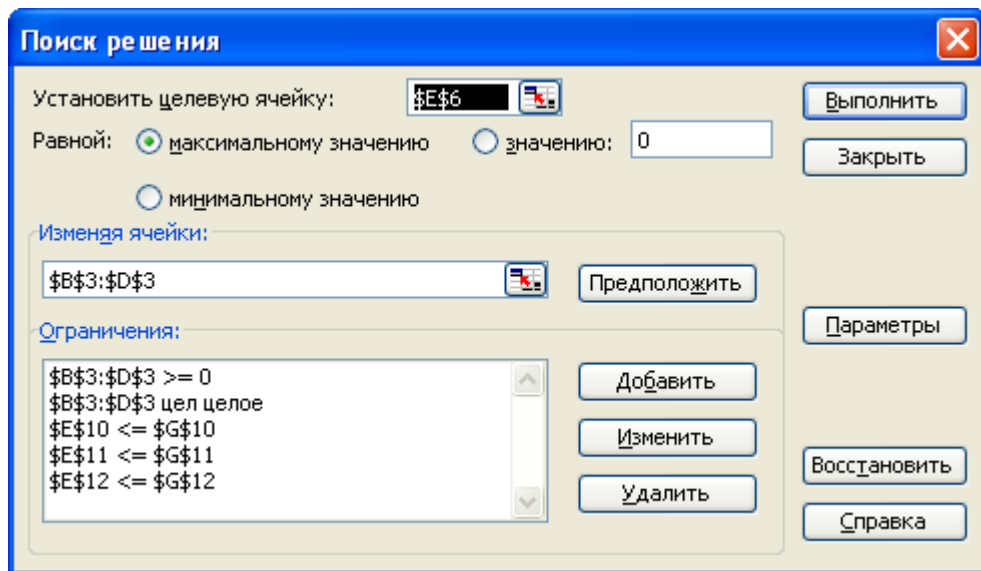 Поиск решения
Установить целевую ячейку: $E$6
Выполнить
Равной: максимальному значению значению: 0
Закрыть
минимальному значению
Изменяя ячейки:
$B$3:$D$3
Предположить
Параметры
Ограничения:
$B$3:$D$3 >= 0
$B$3:$D$3 цел целое
$E$10 <= $G$10
$E$11 <= $G$11
$E$12 <= $G$12
Добавить
Изменить
Удалить
Восстановить
Справка